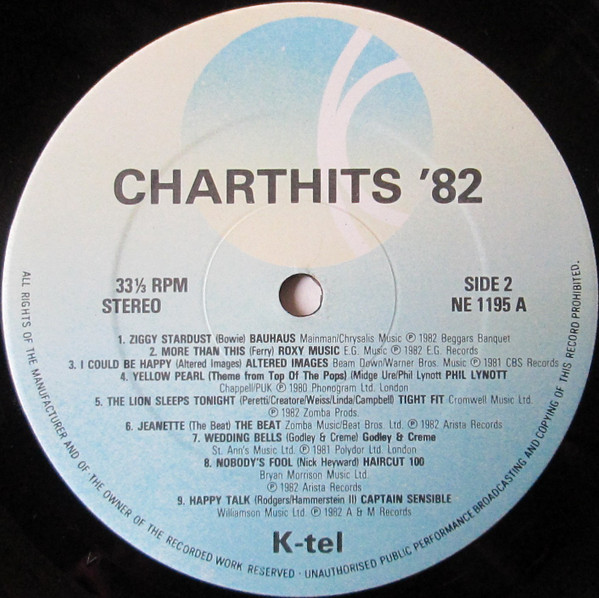 CHARTHITS '82
33⅓ RPM
STEREO
SIDE 2
NE 1195 A
1. ZIGGY STARDUST (Bowie) BAUHAUS Mainman/Chrysalis Music ℗ 1982 Beggars Banquet
2. MORE THAN THIS (Ferry) ROXY MUSIC E.G. Music ℗ 1982 E.G. Records
3. I COULD BE HAPPY (Altered Images) ALTERED IMAGES Beam Down/Warner Bros. Music ℗ 1981 CBS Records
4. YELLOW PEARL (Theme from Top Of The Pops) (Midge Ure/Phil Lynott) PHIL LYNOTT
Chappell/PUK ℗ 1980 Phonogram Ltd. London
5. THE LION SLEEPS TONIGHT (Peretti/Creatore/Weiss/Linda/Campbell) TIGHT FIT Cromwell Music Ltd.
℗ 1982 Zomba Prods.
6. JEANETTE (The Beat) THE BEAT Zomba Music/Beat Bros. Ltd. ℗ 1982 Arista Records
7. WEDDING BELLS (Godley & Creme) Godley & Creme
St. Ann's Music Ltd. ℗ 1981 Polydor Ltd. London
8. NOBODY'S FOOL (Nick Heyward) HAIRCUT 100
Bryan Morrison Music Ltd.
℗ 1982 Arista Records
9. HAPPY TALK (Rodgers/Hammerstein II) CAPTAIN SENSIBLE
Williamson Music Ltd. ℗ 1982 A & M Records
K-tel
ALL RIGHTS OF THE MANUFACTURER AND OF THE OWNER OF THE RECORDED WORK RESERVED · UNAUTHORISED PUBLIC PERFORMANCE BROADCASTING AND COPYING OF THIS RECORD PROHIBITED.